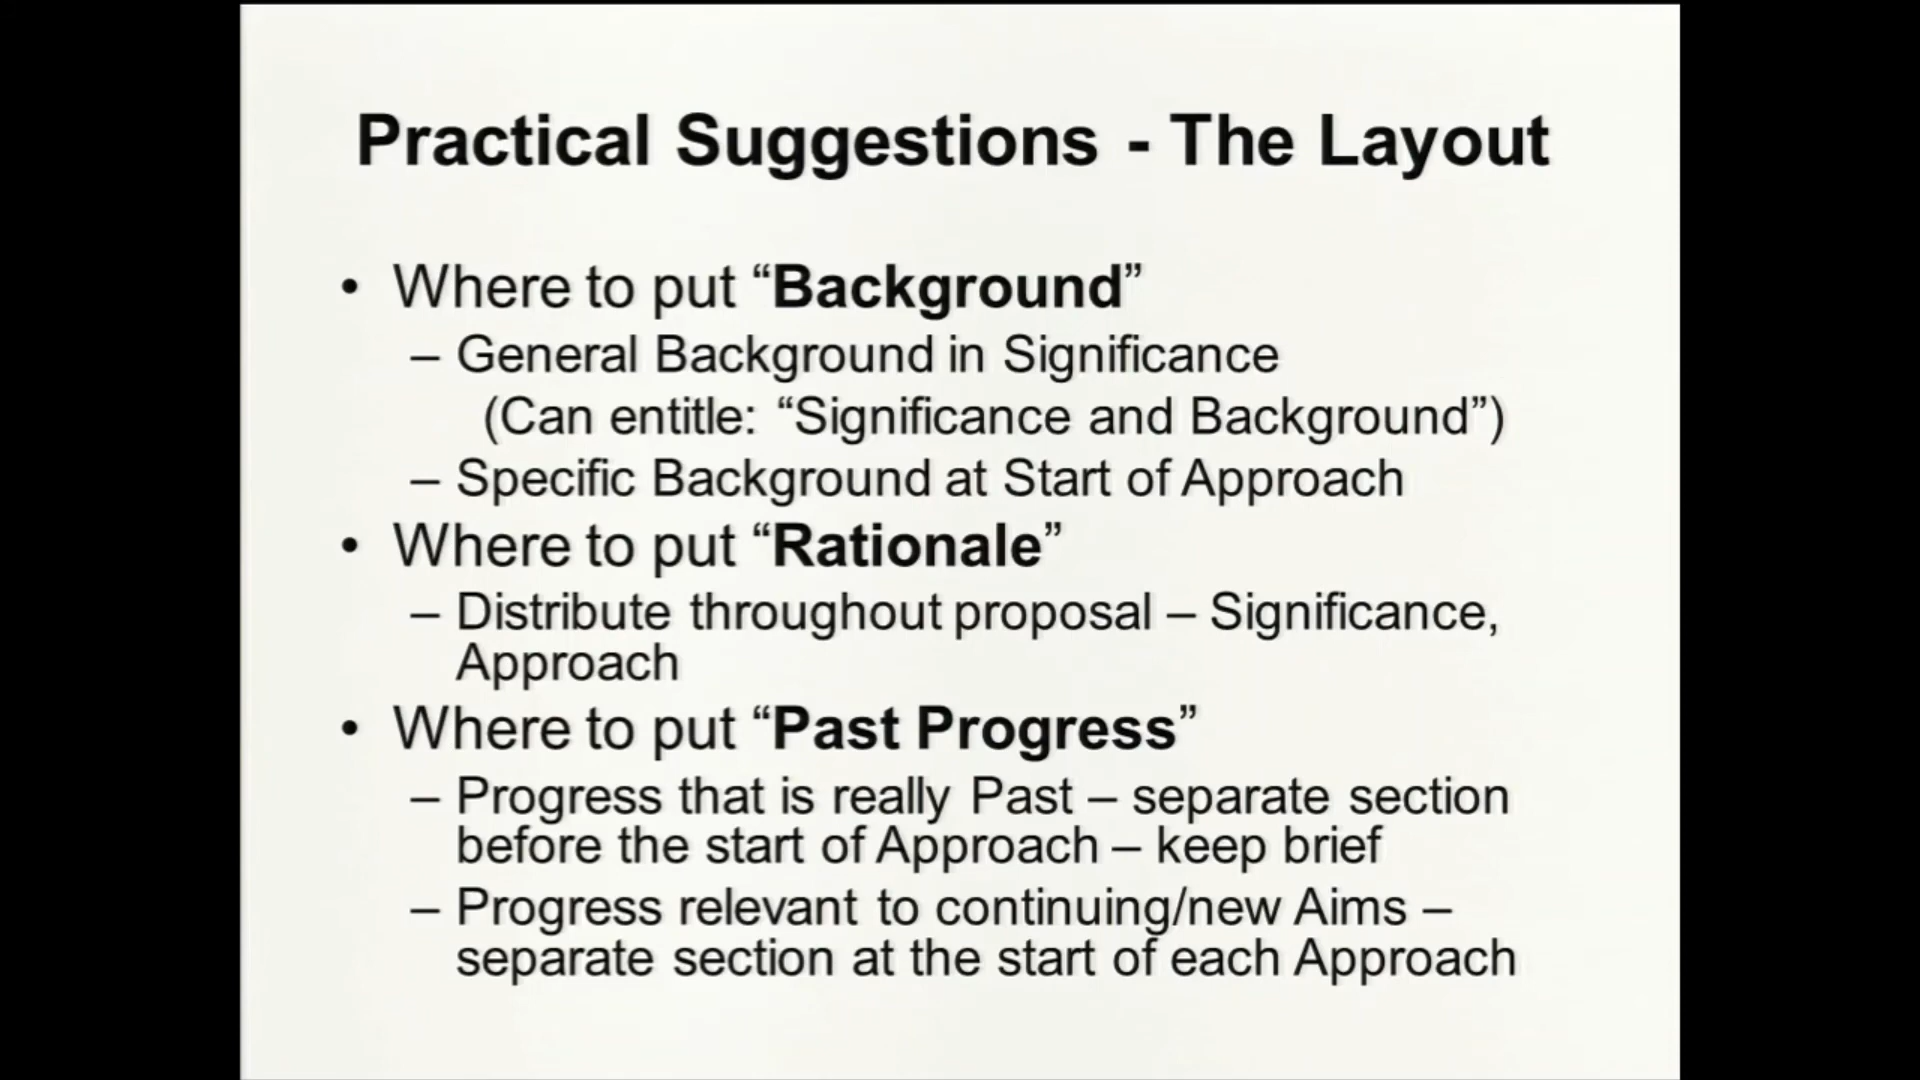 Practical Suggestions - The Layout
• Where to put “Background”
– General Background in Significance
(Can entitle: “Significance and Background”)
– Specific Background at Start of Approach
• Where to put “Rationale”
– Distribute throughout proposal – Significance,
Approach
• Where to put “Past Progress”
– Progress that is really Past – separate section
before the start of Approach – keep brief
– Progress relevant to continuing/new Aims –
separate section at the start of each Approach